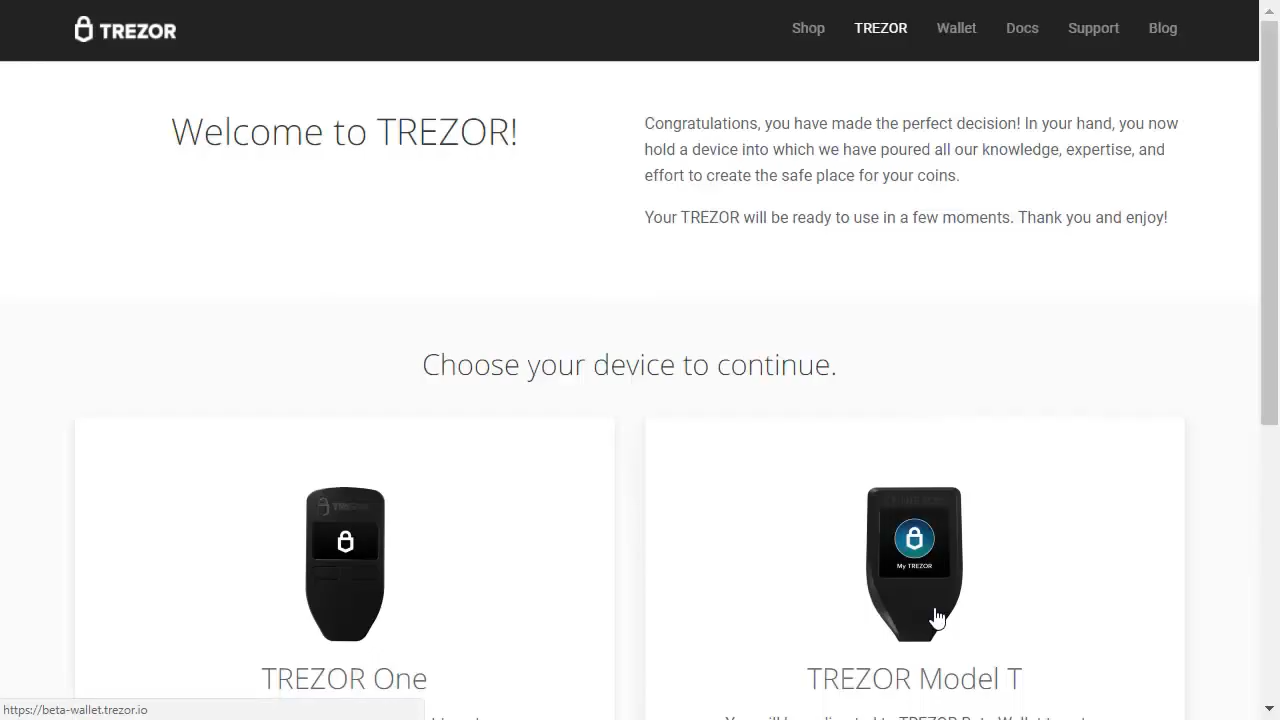 TREZOR
Shop TREZOR Wallet Docs Support Blog
Welcome to TREZOR!
Congratulations, you have made the perfect decision! In your hand, you now
hold a device into which we have poured all our knowledge, expertise, and
effort to create the safe place for your coins.
Your TREZOR will be ready to use in a few moments. Thank you and enjoy!
Choose your device to continue.
TREZOR
My TREZOR
TREZOR One
TREZOR Model T
https://beta-wallet.trezor.io